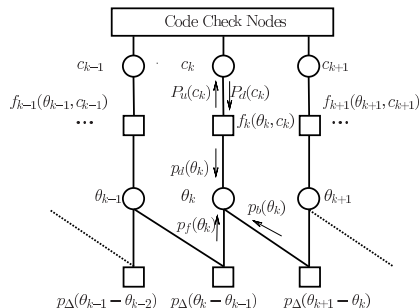 Code Check Nodes
c_{k−1} c_k c_{k+1}
P_u(c_k) P_d(c_k)
f_{k−1}(θ_{k−1}, c_{k−1}) f_k(θ_k, c_k) f_{k+1}(θ_{k+1}, c_{k+1})
... ...
p_d(θ_k)
θ_{k−1} θ_k p_b(θ_k) θ_{k+1}
p_f(θ_k)
p_Δ(θ_{k−1} − θ_{k−2}) p_Δ(θ_k − θ_{k−1}) p_Δ(θ_{k+1} − θ_k)